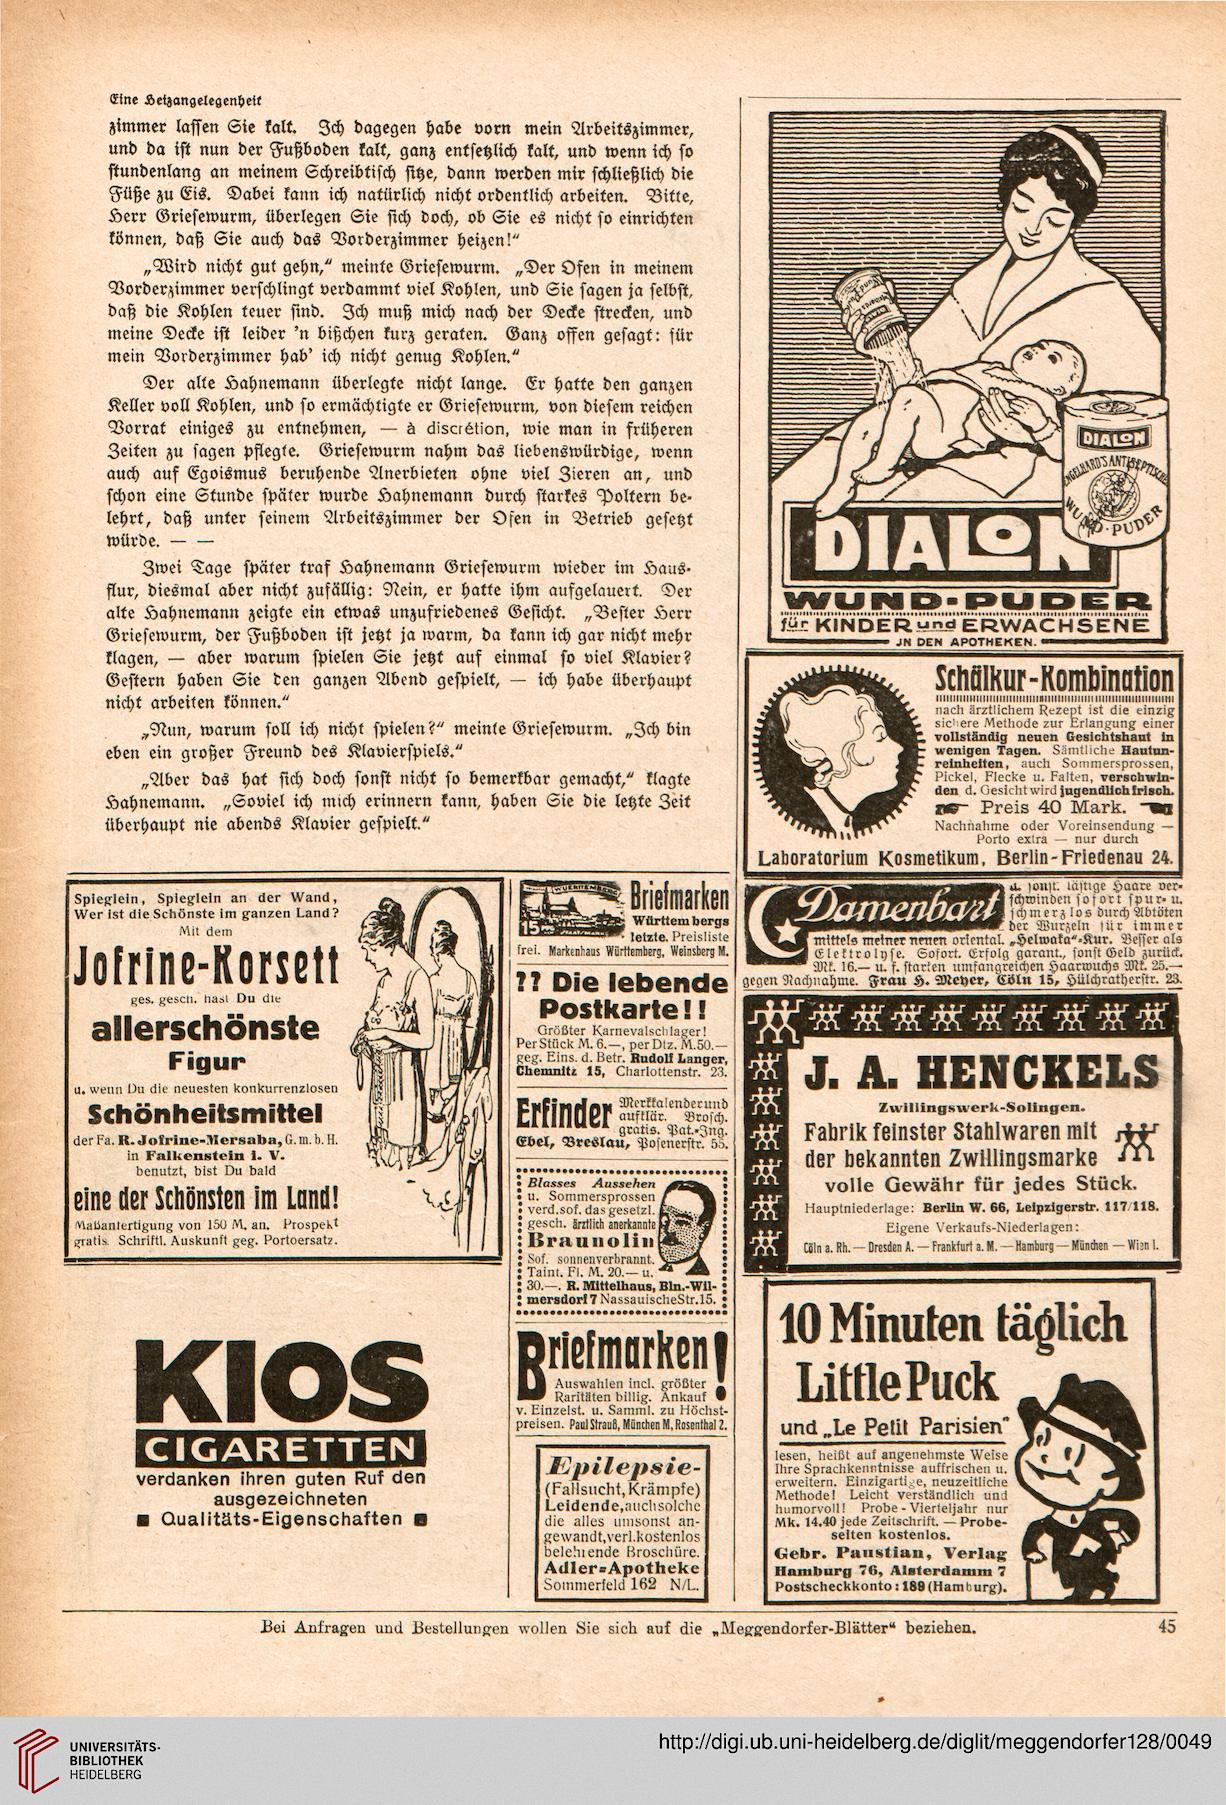 Eine Heizangelegenheit
zimmer lassen Sie kalt. Ich dagegen habe vorn mein Arbeitszimmer,
und da ist nun der Fußboden kalt, ganz entsetzlich kalt, und wenn ich so
stundenlang an meinem Schreibtisch sitze, dann werden mir schließlich die
Füße zu Eis. Dabei kann ich natürlich nicht ordentlich arbeiten. Bitte,
Herr Griesewurm, überlegen Sie sich doch, ob Sie es nicht so einrichten
können, daß Sie auch das Vorderzimmer heizen!“
„Wird nicht gut gehn,“ meinte Griesewurm. „Der Ofen in meinem
Vorderzimmer verschlingt verdammt viel Kohlen, und Sie sagen ja selbst,
daß die Kohlen teuer sind. Ich muß mich nach der Decke strecken, und
meine Decke ist leider 'n bißchen kurz geraten. Ganz offen gesagt: für
mein Vorderzimmer hab' ich nicht genug Kohlen.“
Der alte Hahnemann überlegte nicht lange. Er hatte den ganzen
Keller voll Kohlen, und so ermächtigte er Griesewurm, von diesem reichen
Vorrat einiges zu entnehmen, — à discrétion, wie man in früheren
Zeiten zu sagen pflegte. Griesewurm nahm das liebenswürdige, wenn
auch auf Egoismus beruhende Anerbieten ohne viel Zieren an, und
schon eine Stunde später wurde Hahnemann durch starkes Poltern be-
lehrt, daß unter seinem Arbeitszimmer der Ofen in Betrieb gesetzt
würde. — —
Zwei Tage später traf Hahnemann Griesewurm wieder im Haus-
flur, diesmal aber nicht zufällig: Nein, er hatte ihm aufgelauert. Der
alte Hahnemann zeigte ein etwas unzufriedenes Gesicht. „Bester Herr
Griesewurm, der Fußboden ist jetzt ja warm, da kann ich gar nicht mehr
klagen, — aber warum spielen Sie jetzt auf einmal so viel Klavier?
Gestern haben Sie den ganzen Abend gespielt, — ich habe überhaupt
nicht arbeiten können.“
„Nun, warum soll ich nicht spielen?“ meinte Griesewurm. „Ich bin
eben ein großer Freund des Klavierspiels.“
„Aber das hat sich doch sonst nicht so bemerkbar gemacht,“ klagte
Hahnemann. „Soviel ich mich erinnern kann, haben Sie die letzte Zeit
überhaupt nie abends Klavier gespielt.“
DIALON
ENGELHARD'S ANTISEPTISCHER
WUND-PUDER
DIALON
WUND-PUDER
für KINDER und ERWACHSENE
JN DEN APOTHEKEN.
Schälkur-Kombination
nach ärztlichem Rezept ist die einzig
sichere Methode zur Erlangung einer
vollständig neuen Gesichtshaut in
wenigen Tagen. Sämtliche Hautun-
reinheiten, auch Sommersprossen,
Pickel, Flecke u. Falten, verschwin-
den d. Gesicht wird jugendlich frisch.
Preis 40 Mark.
Nachnahme oder Voreinsendung —
Porto extra — nur durch
Laboratorium Kosmetikum, Berlin-Friedenau 24.
Damenbart
u. sonst. lästige Haare ver-
schwinden sofort spur- u.
schmerzlos durch Abtöten
der Wurzeln für immer
mittels meiner neuen oriental. „Helwaka“-Kur. Besser als
Elektrolyse. Sofort. Erfolg garant., sonst Geld zurück.
Mk. 16.— u. f. starken umfangreichen Haarwuchs Mk. 25.—
gegen Nachnahme. Frau H. Meyer, Cöln 15, Hülchratherstr. 23.
J. A. HENCKELS
Zwillingswerk-Solingen.
Fabrik feinster Stahlwaren mit
der bekannten Zwillingsmarke
volle Gewähr für jedes Stück.
Hauptniederlage: Berlin W. 66, Leipzigerstr. 117/118.
Eigene Verkaufs-Niederlagen:
Cöln a. Rh. — Dresden A. — Frankfurt a. M. — Hamburg — München — Wien I.
10 Minuten täglich
Little Puck
und „Le Petit Parisien“
lesen, heißt auf angenehmste Weise
Ihre Sprachkenntnisse auffrischen u.
erweitern. Einzigartige, neuzeitliche
Methode! Leicht verständlich und
humorvoll! Probe-Vierteljahr nur
Mk. 14.40 jede Zeitschrift. — Probe-
seiten kostenlos.
Gebr. Paustian, Verlag
Hamburg 76, Alsterdamm 7
Postscheckkonto: 189 (Hamburg).
Spieglein, Spieglein an der Wand,
Wer ist die Schönste im ganzen Land?
Mit dem
Jofrine-Korsett
ges. gesch. hast Du die
allerschönste
Figur
u. wenn Du die neuesten konkurrenzlosen
Schönheitsmittel
der Fa. R. Jofrine-Mersaba, G. m. b. H.
in Falkenstein i. V.
benutzt, bist Du bald
eine der Schönsten im Land!
Maßanfertigung von 150 M. an. Prospekt
gratis. Schriftl. Auskunft geg. Portoersatz.
KIOS
CIGARETTEN
verdanken ihren guten Ruf den
ausgezeichneten
Qualitäts-Eigenschaften
WUERTTEMBERG
15
Briefmarken
Württembergs
letzte. Preisliste
frei. Markenhaus Württemberg, Weinsberg M.
?? Die lebende
Postkarte!!
Größter Karnevalschlager!
Per Stück M. 6.—, per Dtz. M. 50.—
geg. Eins. d. Betr. Rudolf Langer,
Chemnitz 15, Charlottenstr. 23.
Erfinder
Merkkalender und
aufklär. Brosch.
gratis. Pat.-Ing.
Ebel, Breslau, Posenerstr. 55.
Blasses Aussehen
u. Sommersprossen
verd. sof. das gesetzl.
gesch. ärztlich anerkannte
Braunolin
Sof. sonnenverbrannt.
Taint. Fl. M. 20.— u.
30.—. R. Mittelhaus, Bln.-Wil-
mersdorf 7 Nassauische Str. 15.
Briefmarken!
Auswahlen incl. größter
Raritäten billig. Ankauf
v. Einzelst. u. Samml. zu Höchst-
preisen. Paul Strauß, München M, Rosenthal 2.
Epilepsie-
(Fallsucht, Krämpfe)
Leidende, auch solche
die alles umsonst an-
gewandt, verl. kostenlos
belehrende Broschüre.
Adler-Apotheke
Sommerfeld 162 N/L.
Bei Anfragen und Bestellungen wollen Sie sich auf die „Meggendorfer-Blätter“ beziehen.
45
UNIVERSITÄTS-
BIBLIOTHEK
HEIDELBERG
http://digi.ub.uni-heidelberg.de/diglit/meggendorfer128/0049